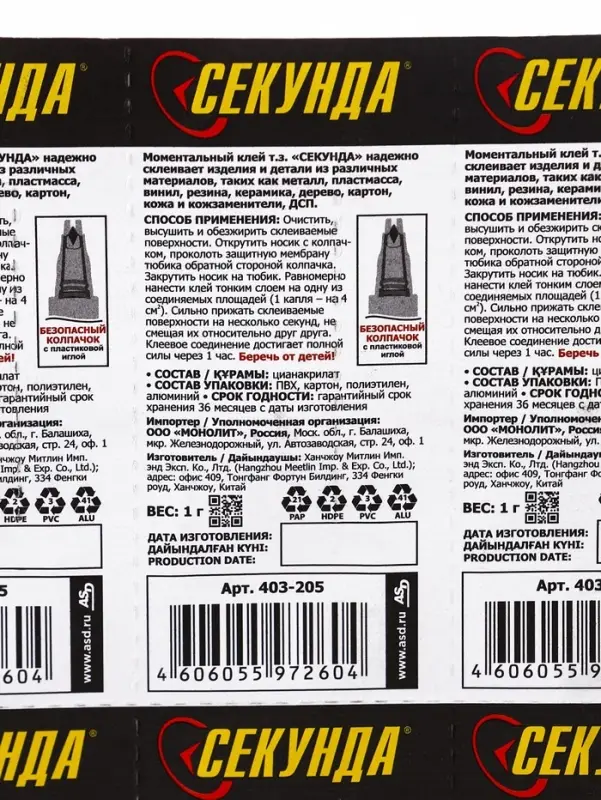 СЕКУНДА®
Моментальный клей т.з. «СЕКУНДА» надежно
склеивает изделия и детали из различных
материалов, таких как металл, пластмасса,
винил, резина, керамика, дерево, картон,
кожа и кожзаменители, ДСП.
СПОСОБ ПРИМЕНЕНИЯ: Очистить,
высушить и обезжирить склеиваемые
поверхности. Открутить носик с колпач-
ком, проколоть защитную мембрану
тюбика обратной стороной колпачка.
Закрутить носик на тюбик. Равномерно
нанести клей тонким слоем на одну из
соединяемых площадей (1 капля – на 4
см²). Сильно прижать склеиваемые
поверхности на несколько секунд, не
смещая их относительно друг друга.
Клеевое соединение достигает полной
силы через 1 час. Беречь от детей!
БЕЗОПАСНЫЙ
КОЛПАЧОК
с пластиковой
иглой
• СОСТАВ / ҚҰРАМЫ: цианакрилат
• СОСТАВ УПАКОВКИ: ПВХ, картон, полиэтилен,
алюминий • СРОК ГОДНОСТИ: гарантийный срок
хранения 36 месяцев с даты изготовления
Импортер / Уполномоченная организация:
ООО «МОНОЛИТ», Россия, Моск. обл., г. Балашиха,
мкр. Железнодорожный, ул. Автозаводская, стр. 24, оф. 1
Изготовитель / Дайындаушы: Ханчжоу Митлин Имп.
энд Эксп. Ко., Лтд. (Hangzhou Meetlin Imp. & Exp. Co., Ltd.);
адрес: офис 409, Тонгфанг Фортун Билдинг, 334 Фенгки
роуд, Ханчжоу, Китай
ВЕС: 1 г
21 2 3 41
PAP HDPE PVC ALU
ДАТА ИЗГОТОВЛЕНИЯ:
ДАЙЫНДАЛҒАН КҮНІ:
PRODUCTION DATE:
Арт. 403-205
4 606055 972604
www.asd.ru ASD
СЕКУНДА®